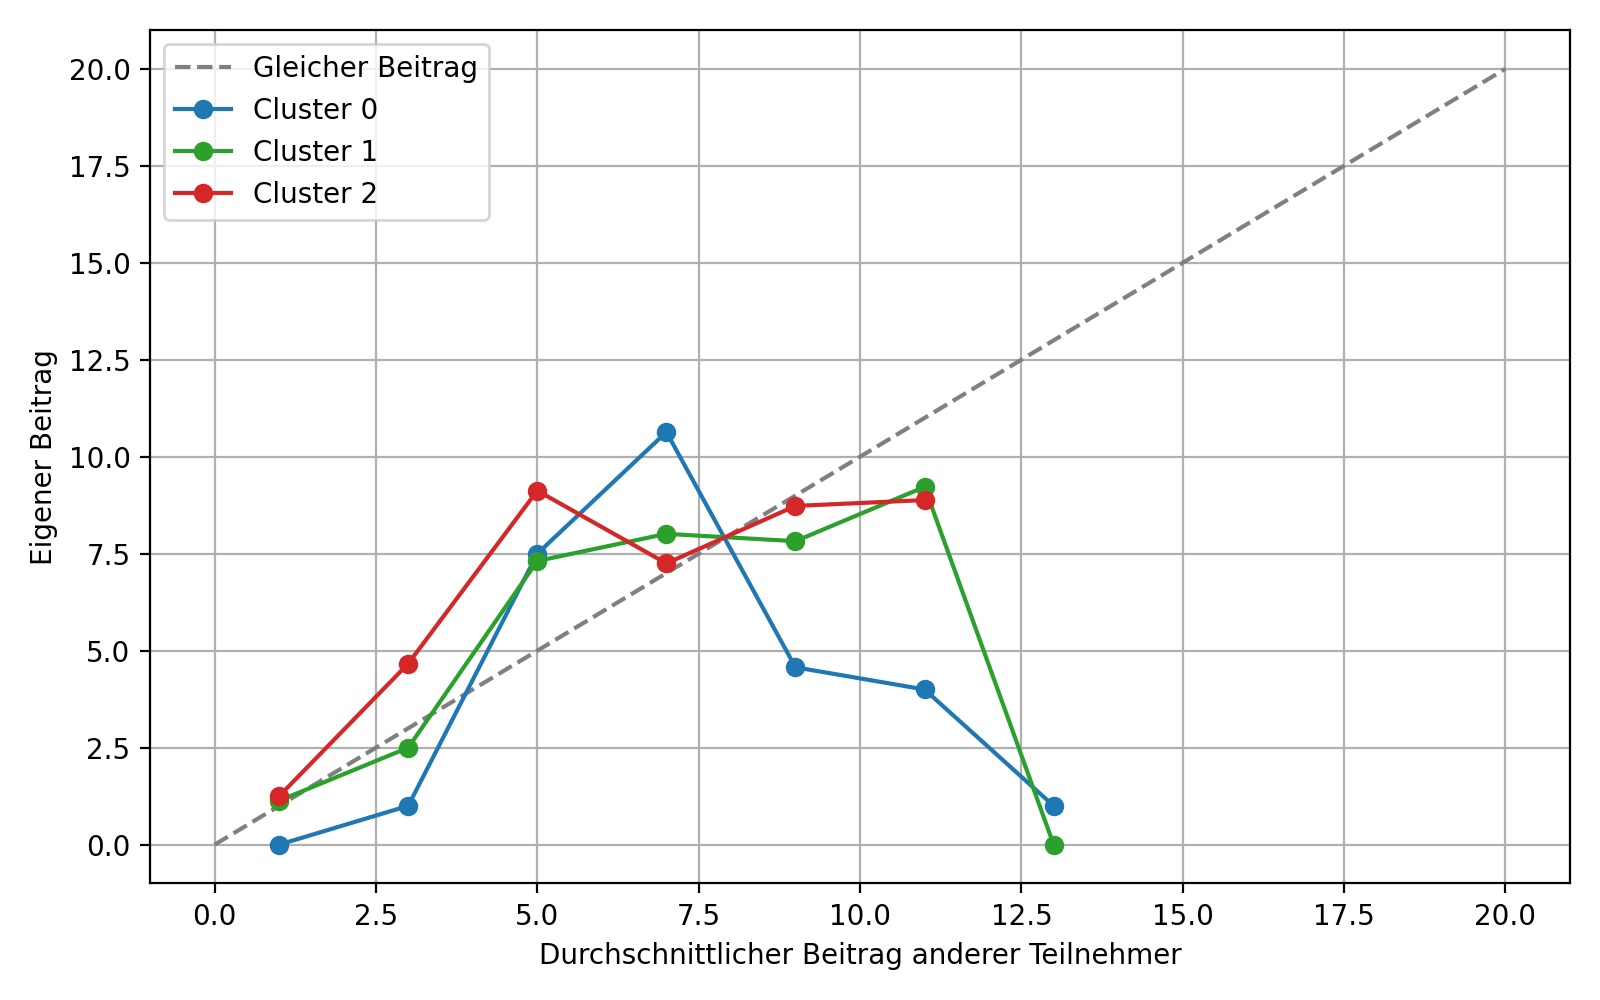 Gleicher Beitrag
Cluster 0
Cluster 1
Cluster 2
20.0
17.5
15.0
12.5
10.0
7.5
5.0
2.5
0.0
Eigener Beitrag
0.0 2.5 5.0 7.5 10.0 12.5 15.0 17.5 20.0
Durchschnittlicher Beitrag anderer Teilnehmer